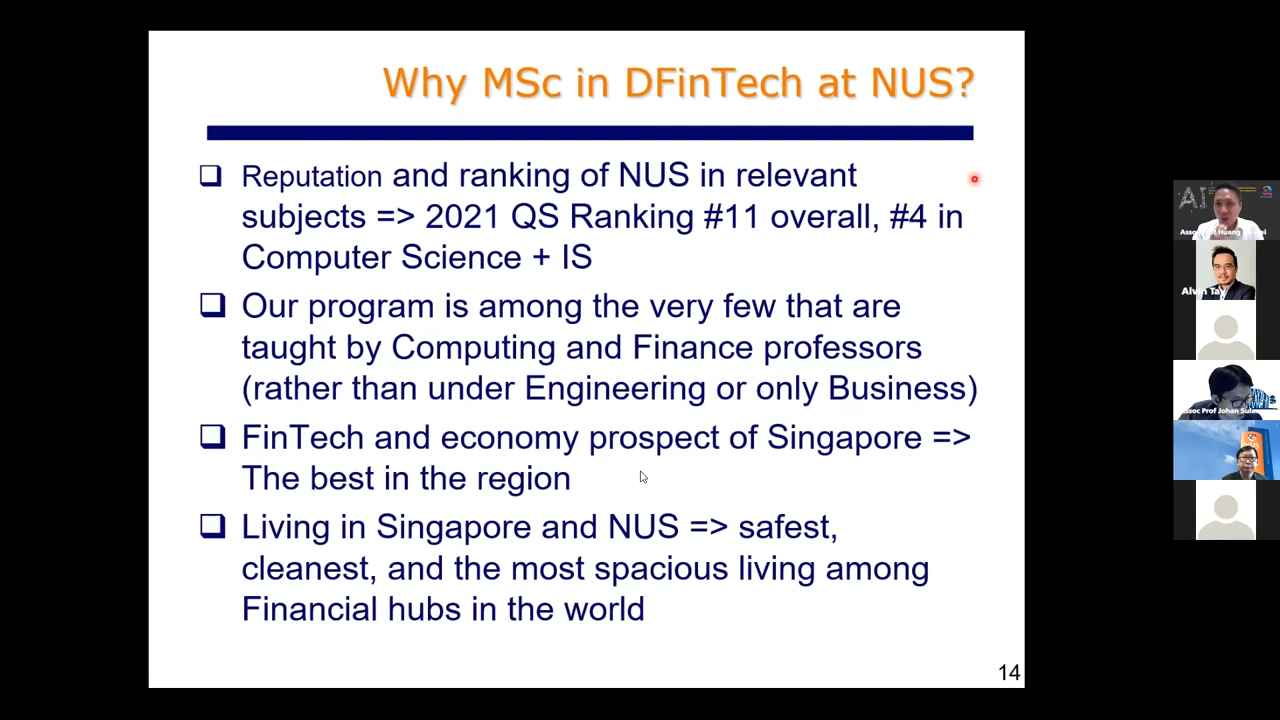 Why MSc in DFinTech at NUS?
Reputation and ranking of NUS in relevant
subjects => 2021 QS Ranking #11 overall, #4 in
Computer Science + IS
Our program is among the very few that are
taught by Computing and Finance professors
(rather than under Engineering or only Business)
FinTech and economy prospect of Singapore =>
The best in the region
Living in Singapore and NUS => safest,
cleanest, and the most spacious living among
Financial hubs in the world
14
AI
Alvin Tay
Assoc Prof Johan